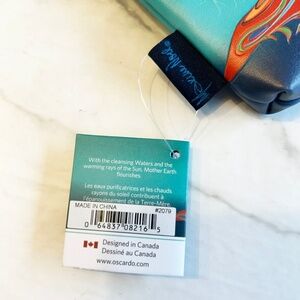 With the cleansing Waters and the
warming rays of the Sun, Mother Earth
flourishes.
Les eaux purificatrices et les chauds
rayons du soleil contribuent à
l'épanouissement de la Terre-Mère.
MADE IN CHINA #2079
0 64837 08216 5
Designed in Canada
Dessiné au Canada
www.oscardo.com